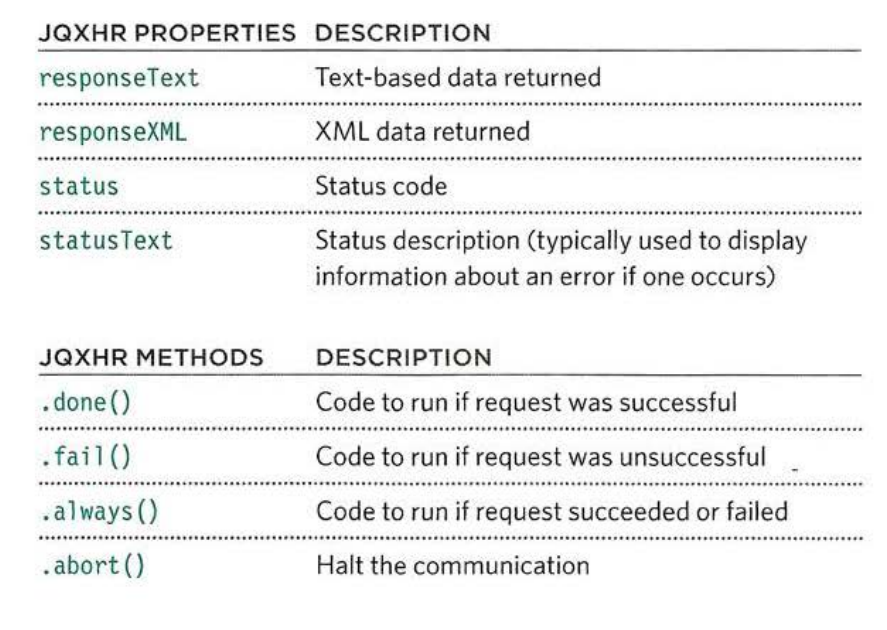 JQXHR PROPERTIES DESCRIPTION
responseText Text-based data returned
responseXML XML data returned
status Status code
statusText Status description (typically used to display
information about an error if one occurs)
JQXHR METHODS DESCRIPTION
.done() Code to run if request was successful
.fail() Code to run if request was unsuccessful
.always() Code to run if request succeeded or failed
.abort() Halt the communication